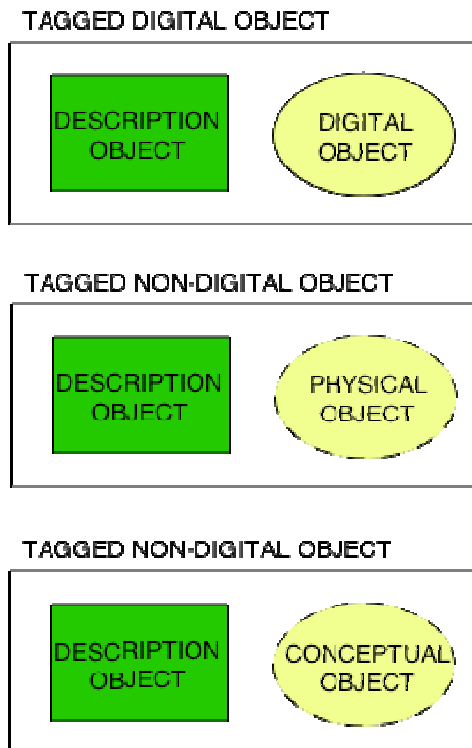 TAGGED DIGITAL OBJECT
DESCRIPTION
OBJECT
DIGITAL
OBJECT
TAGGED NON-DIGITAL OBJECT
DESCRIPTION
OBJECT
PHYSICAL
OBJECT
TAGGED NON-DIGITAL OBJECT
DESCRIPTION
OBJECT
CONCEPTUAL
OBJECT